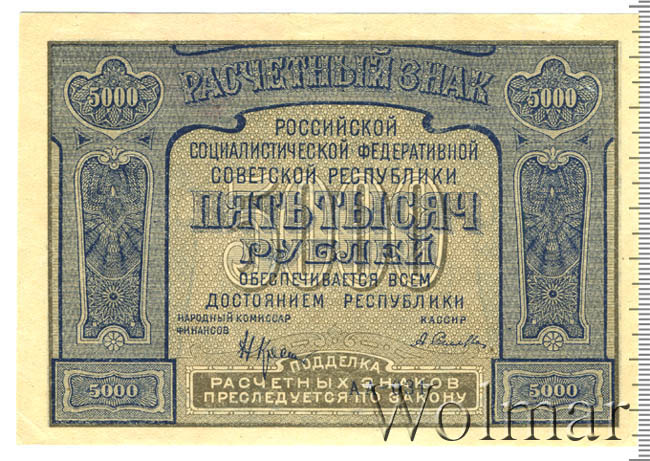 РАСЧЕТНЫЙ ЗНАК
5000 5000
РОССИЙСКОЙ
СОЦИАЛИСТИЧЕСКОЙ ФЕДЕРАТИВНОЙ
СОВЕТСКОЙ РЕСПУБЛИКИ
5000
ПЯТЬ ТЫСЯЧ
РУБЛЕЙ
ОБЕСПЕЧИВАЕТСЯ ВСЕМ
ДОСТОЯНИЕМ РЕСПУБЛИКИ
НАРОДНЫЙ КОМИССАР
ФИНАНСОВ
КАССИР
ПОДДЕЛКА
РАСЧЕТНЫХ ЗНАКОВ
ПРЕСЛЕДУЕТСЯ ПО ЗАКОНУ
5000 5000
Wolmar